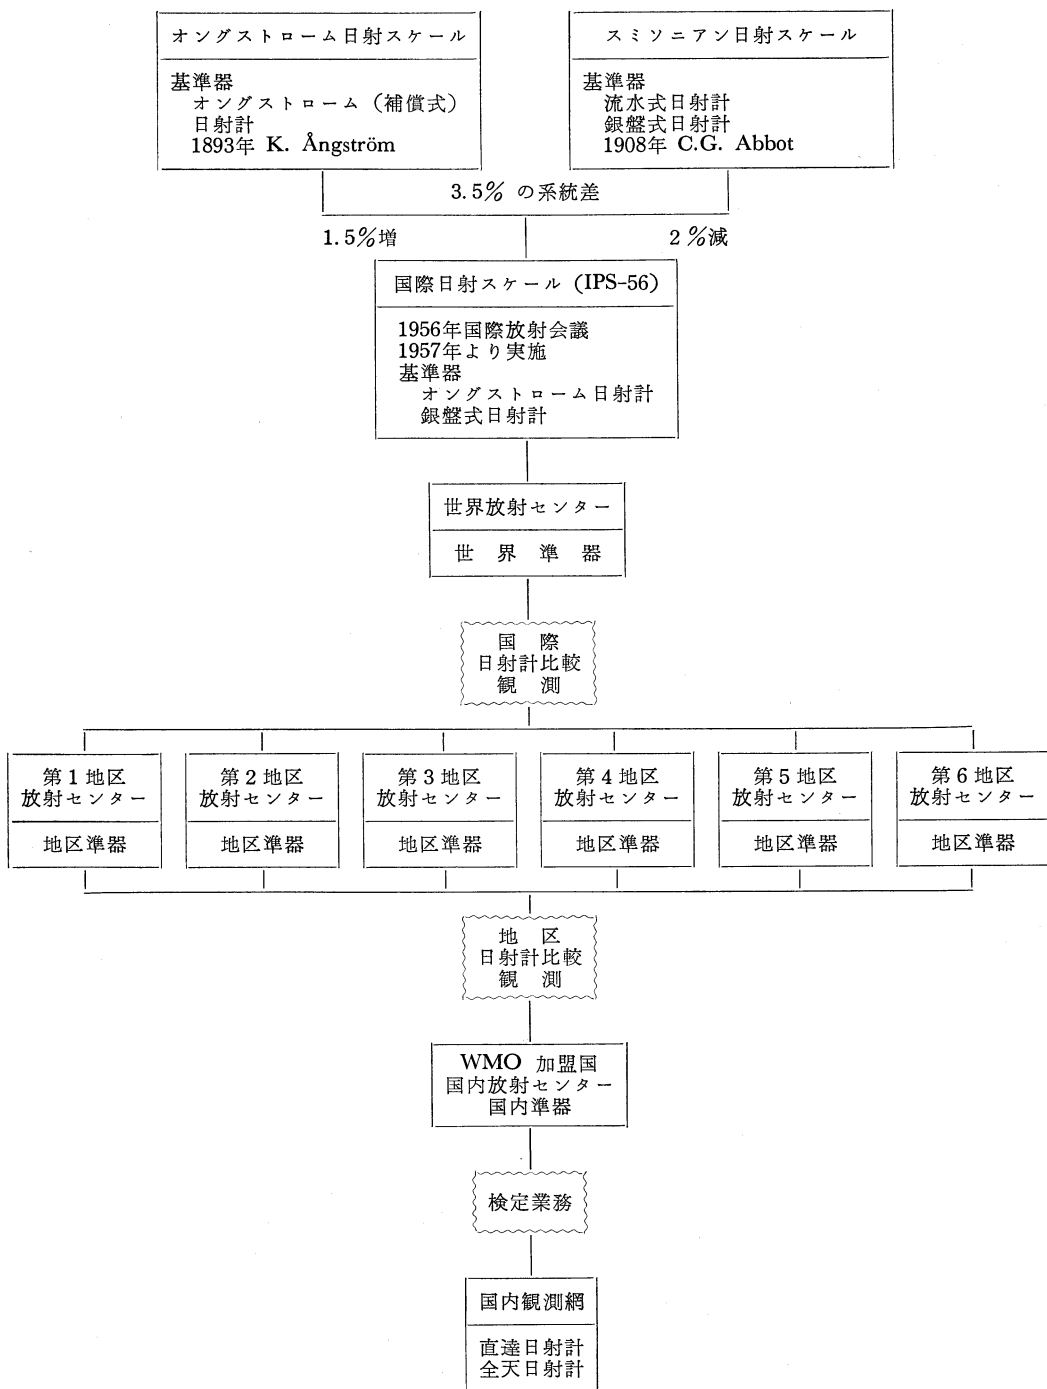 オングストローム日射スケール
基準器
オングストローム（補償式）
日射計
1893年 K. Ångström
スミソニアン日射スケール
基準器
流水式日射計
銀盤式日射計
1908年 C.G. Abbot
3.5% の系統差
1.5%増
2%減
国際日射スケール (IPS-56)
1956年国際放射会議
1957年より実施
基準器
オングストローム日射計
銀盤式日射計
世界放射センター
世界準器
国際
日射計比較
観測
第1地区
放射センター
地区準器
第2地区
放射センター
地区準器
第3地区
放射センター
地区準器
第4地区
放射センター
地区準器
第5地区
放射センター
地区準器
第6地区
放射センター
地区準器
地区
日射計比較
観測
WMO 加盟国
国内放射センター
国内準器
検定業務
国内観測網
直達日射計
全天日射計